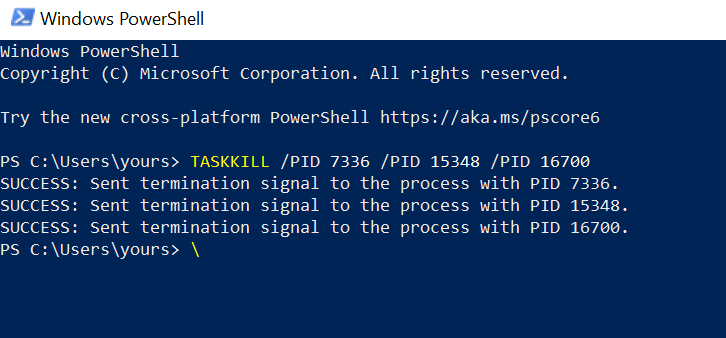 Windows PowerShell
Windows PowerShell
Copyright (C) Microsoft Corporation. All rights reserved.
Try the new cross-platform PowerShell https://aka.ms/pscore6
PS C:\Users\yours> TASKKILL /PID 7336 /PID 15348 /PID 16700
SUCCESS: Sent termination signal to the process with PID 7336.
SUCCESS: Sent termination signal to the process with PID 15348.
SUCCESS: Sent termination signal to the process with PID 16700.
PS C:\Users\yours> \